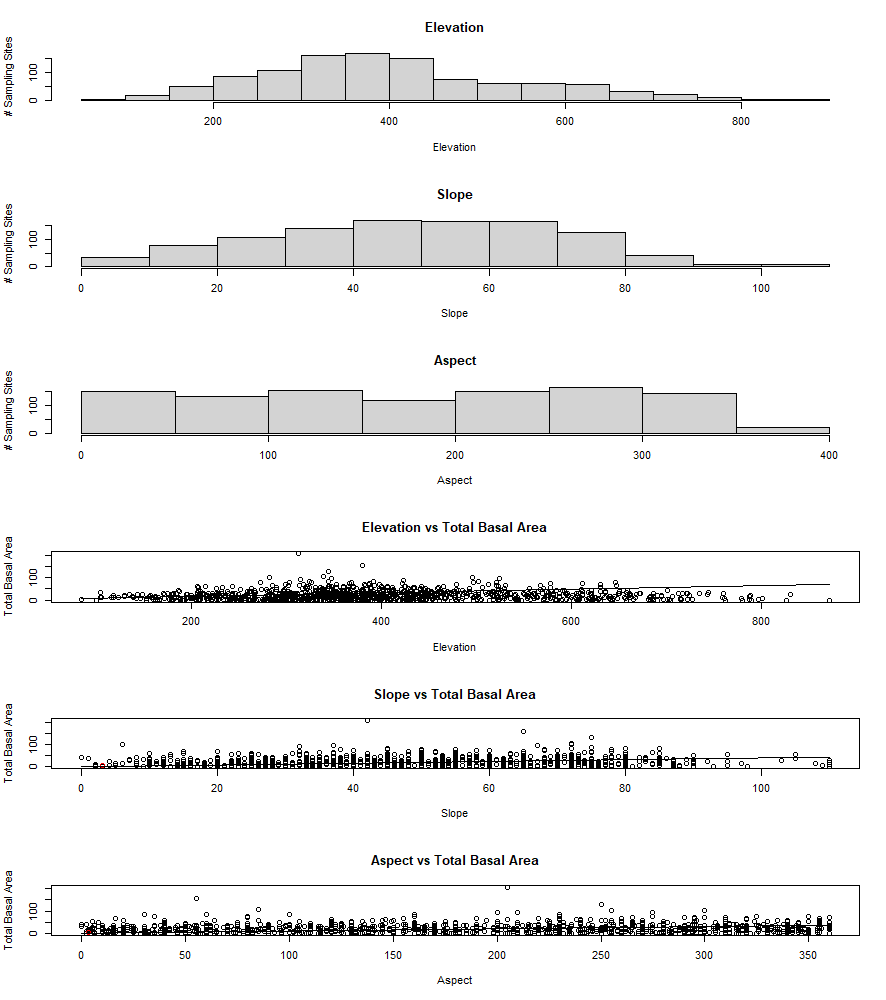 Elevation
# Sampling Sites
0 100
200 400 600 800
Elevation
Slope
# Sampling Sites
0 100
0 20 40 60 80 100
Slope
Aspect
# Sampling Sites
0 100
0 100 200 300 400
Aspect
Elevation vs Total Basal Area
Total Basal Area
0 100
200 400 600 800
Elevation
Slope vs Total Basal Area
Total Basal Area
0 100
0 20 40 60 80 100
Slope
Aspect vs Total Basal Area
Total Basal Area
0 100
0 50 100 150 200 250 300 350
Aspect